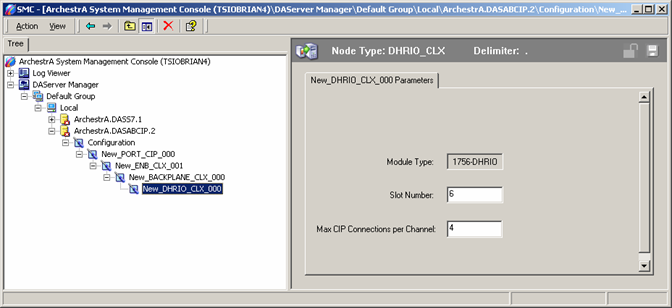 SMC - [ArchestrA System Management Console (TSIOBRIAN4)\DAServer Manager\Default Group\Local\ArchestrA.DASABCIP.2\Configuration\New_...
Action View
Tree
ArchestrA System Management Console (TSIOBRIAN4)
Log Viewer
DAServer Manager
Default Group
Local
ArchestrA.DASS7.1
ArchestrA.DASABCIP.2
Configuration
New_PORT_CIP_000
New_ENB_CLX_001
New_BACKPLANE_CLX_000
New_DHRIO_CLX_000
Node Type: DHRIO_CLX Delimiter: .
New_DHRIO_CLX_000 Parameters
Module Type: 1756-DHRIO
Slot Number: 6
Max CIP Connections per Channel: 4